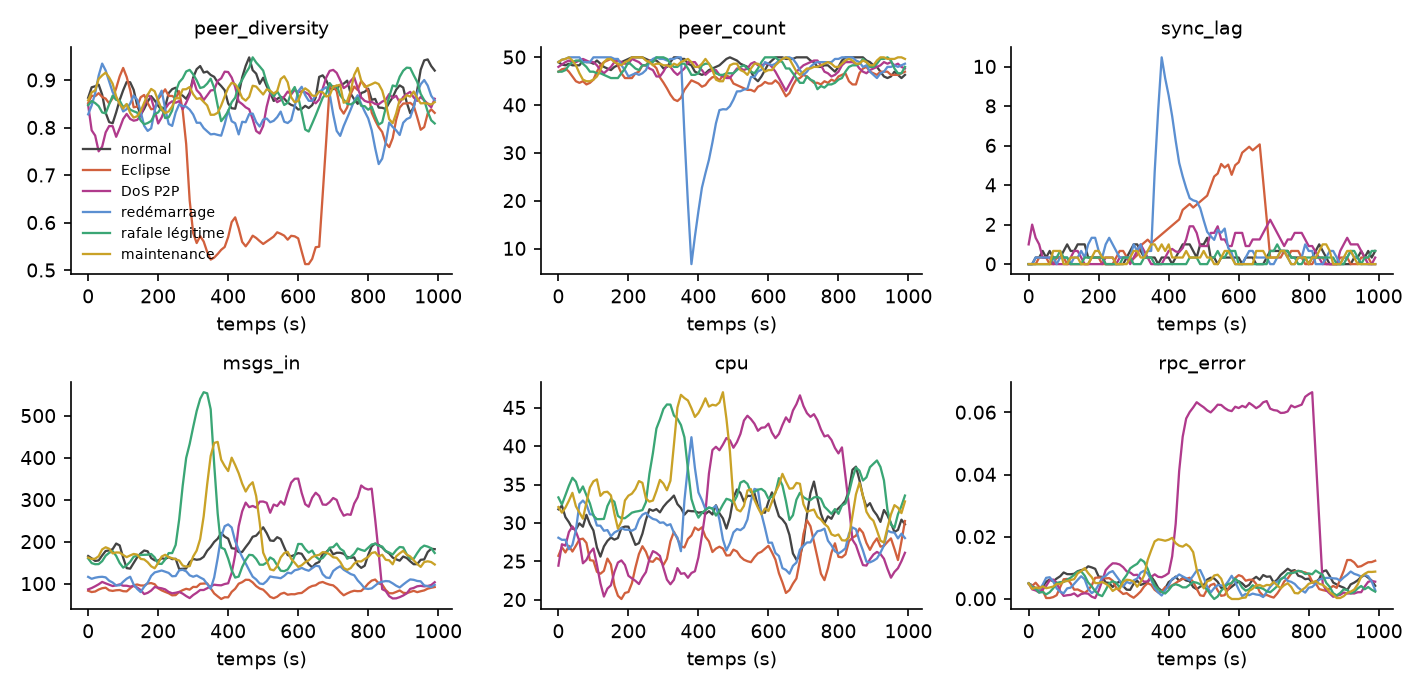 peer_diversity
0.9
0.8
0.7
0.6
0.5
normal
Eclipse
DoS P2P
redémarrage
rafale légitime
maintenance
0 200 400 600 800 1000
temps (s)
peer_count
50
40
30
20
10
0 200 400 600 800 1000
temps (s)
sync_lag
10
8
6
4
2
0
0 200 400 600 800 1000
temps (s)
msgs_in
500
400
300
200
100
0 200 400 600 800 1000
temps (s)
cpu
45
40
35
30
25
20
0 200 400 600 800 1000
temps (s)
rpc_error
0.06
0.04
0.02
0.00
0 200 400 600 800 1000
temps (s)